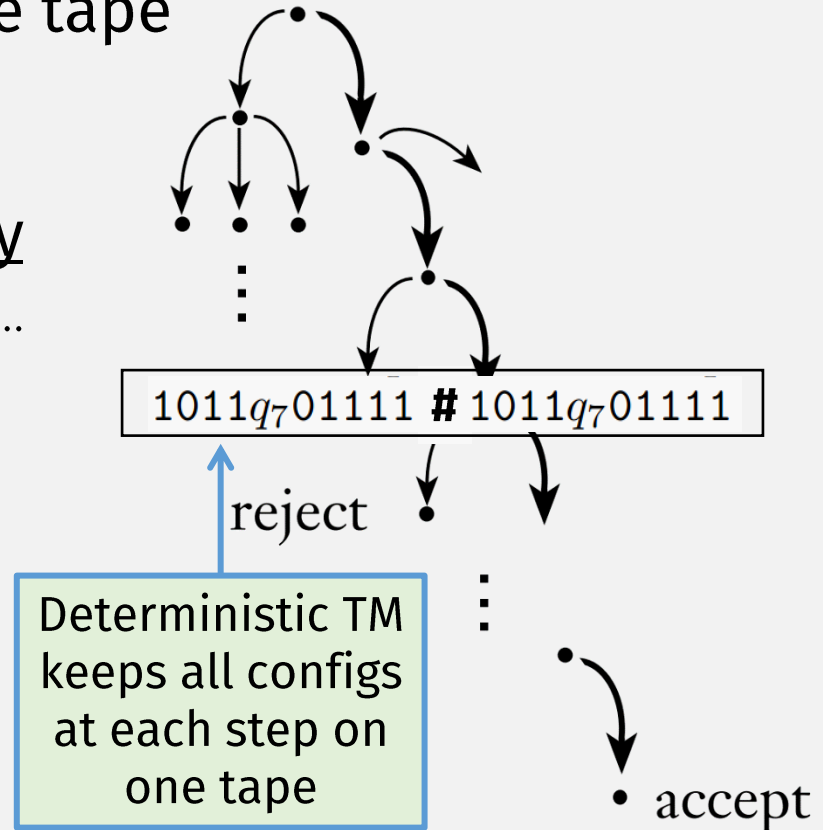 e tape
y
..
1011q₇01111 # 1011q₇01111
reject
Deterministic TM
keeps all configs
at each step on
one tape
accept